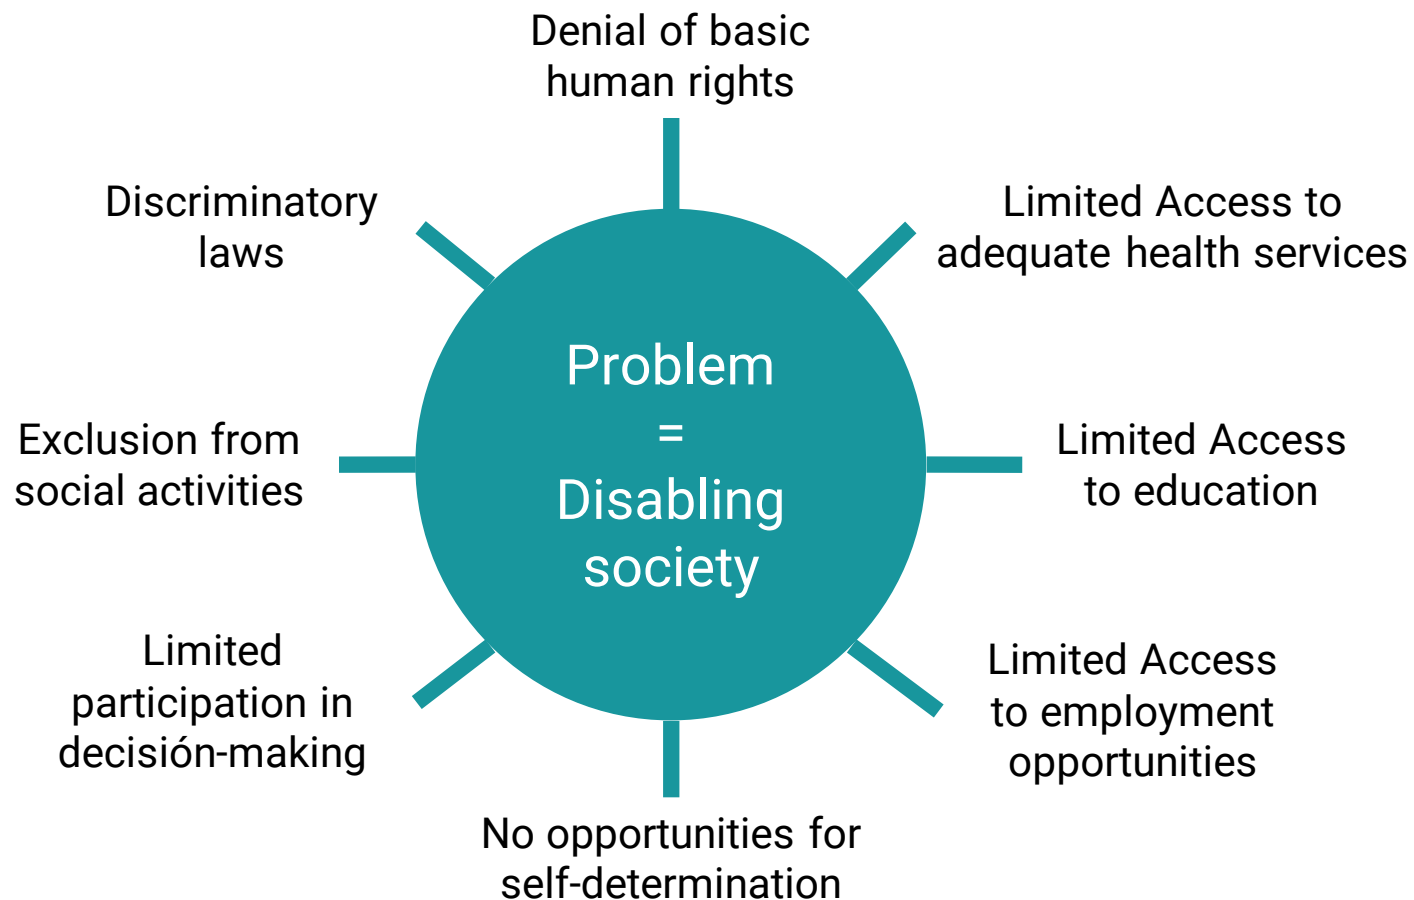 Denial of basic
human rights
Discriminatory
laws
Limited Access to
adequate health services
Problem
=
Disabling
society
Exclusion from
social activities
Limited Access
to education
Limited
participation in
decisión-making
Limited Access
to employment
opportunities
No opportunities for
self-determination